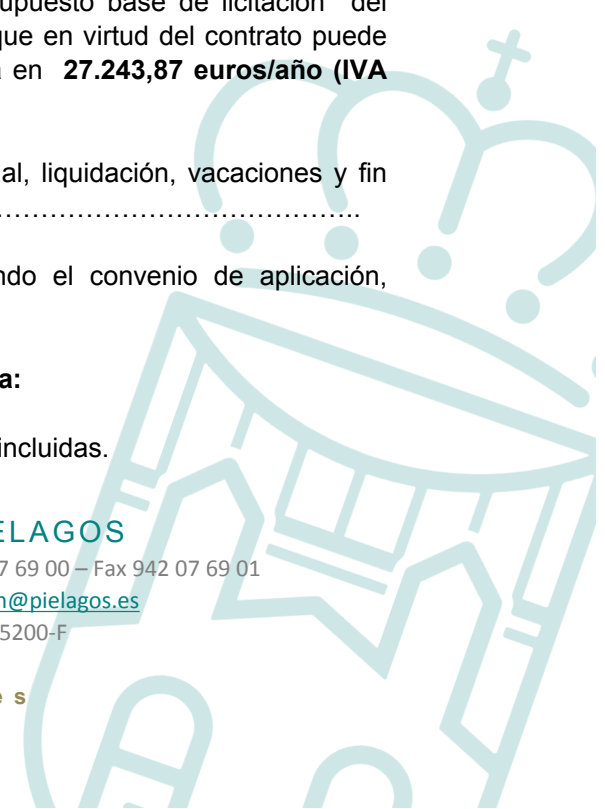 supuesto base de licitación del
que en virtud del contrato puede
en 27.243,87 euros/año (IVA
al, liquidación, vacaciones y fin
…………………………………..
ndo el convenio de aplicación,
a:
incluidas.
ELAGOS
7 69 00 – Fax 942 07 69 01
n@pielagos.es
5200-F
e s